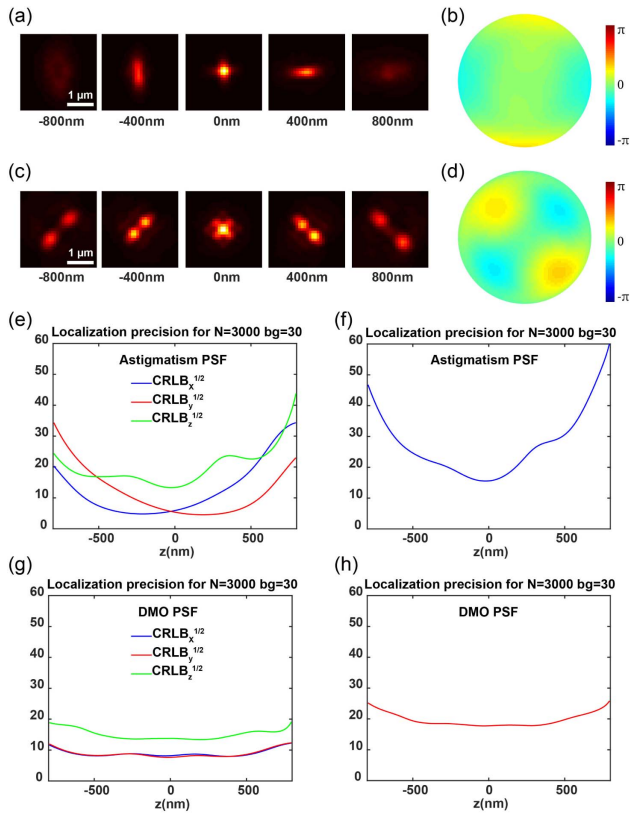 (a)
1 μm
-800nm
-400nm
0nm
400nm
800nm
(b)
π
0
-π
(c)
1 μm
-800nm
-400nm
0nm
400nm
800nm
(d)
π
0
-π
(e)
Localization precision for N=3000 bg=30
Astigmatism PSF
CRLBx1/2
CRLBy1/2
CRLBz1/2
60
50
40
30
20
10
0
-500
0
500
z(nm)
(f)
Localization precision for N=3000 bg=30
Astigmatism PSF
60
50
40
30
20
10
0
-500
0
500
z(nm)
(g)
Localization precision for N=3000 bg=30
DMO PSF
CRLBx1/2
CRLBy1/2
CRLBz1/2
60
50
40
30
20
10
0
-500
0
500
z(nm)
(h)
Localization precision for N=3000 bg=30
DMO PSF
60
50
40
30
20
10
0
-500
0
500
z(nm)